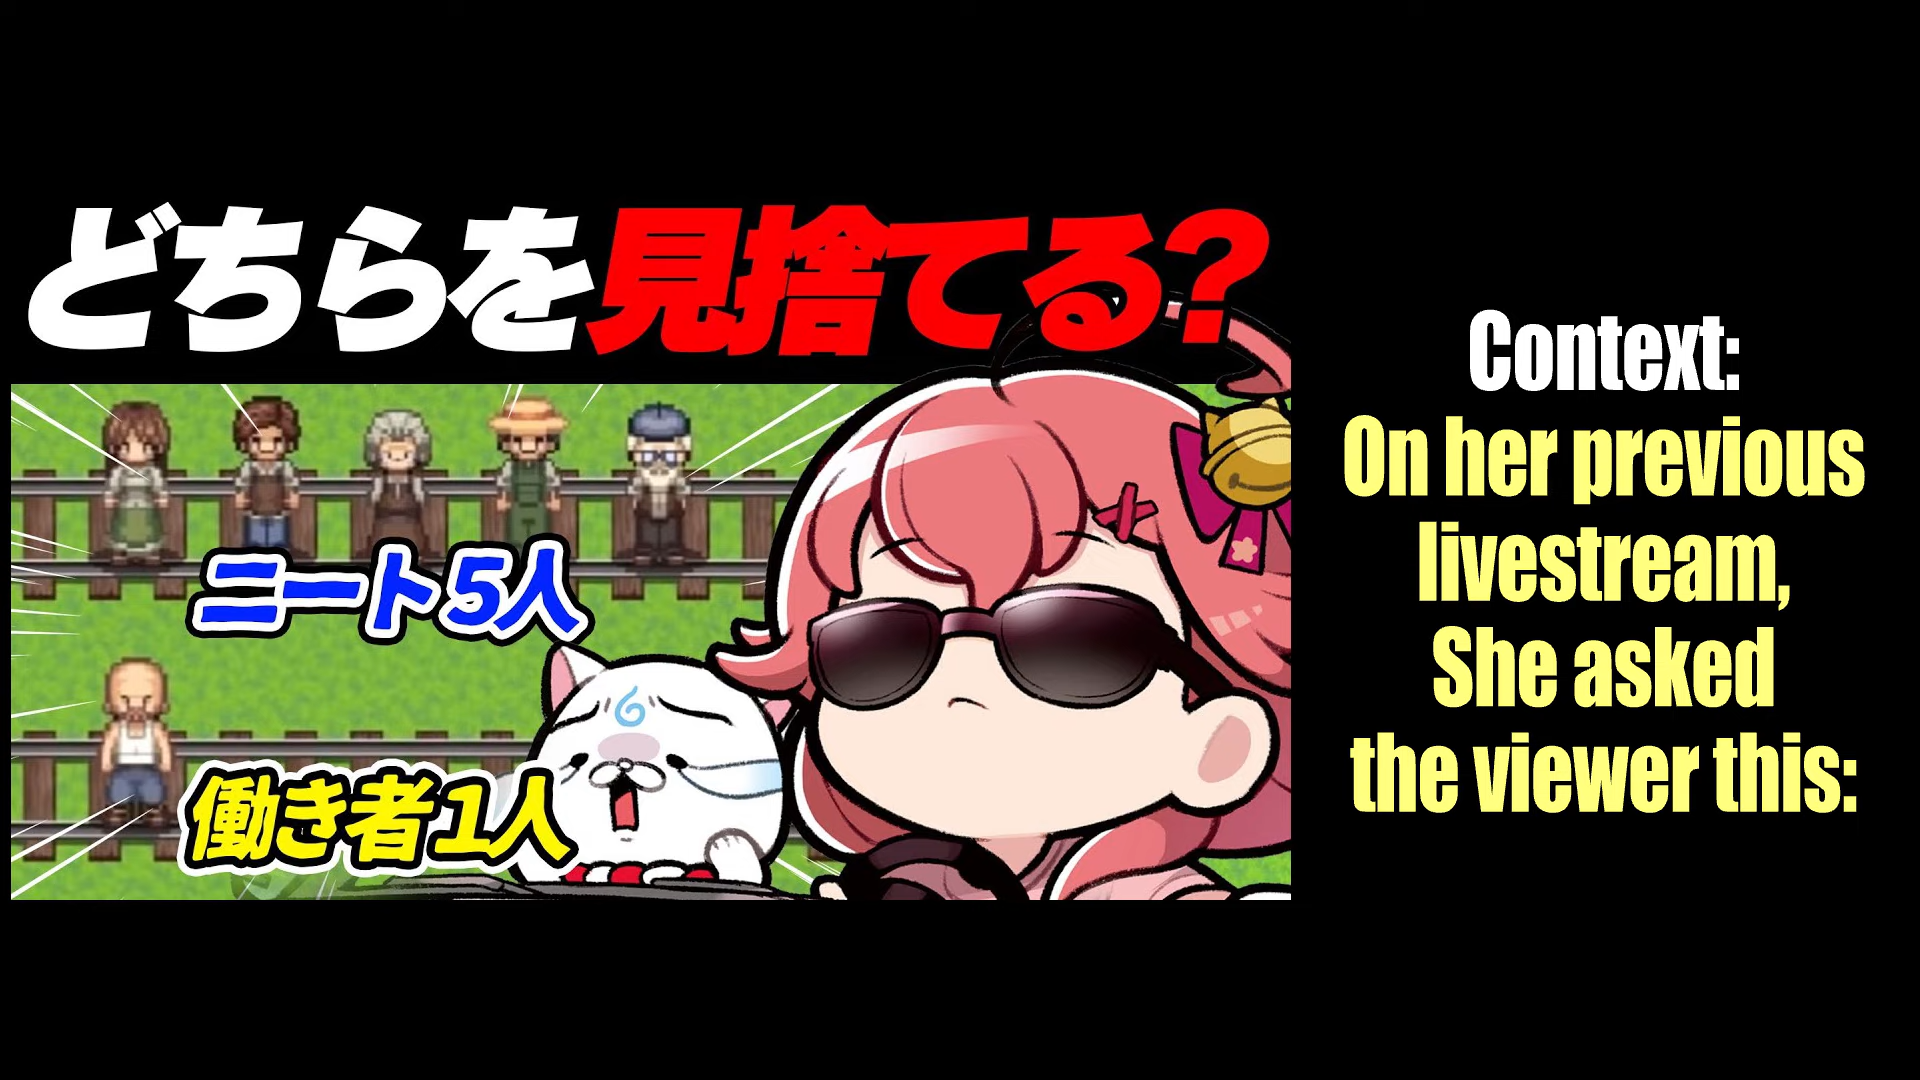 どちらを見捨てる?
ニート5人
働き者1人
Context:
On her previous
livestream,
She asked
the viewer this: